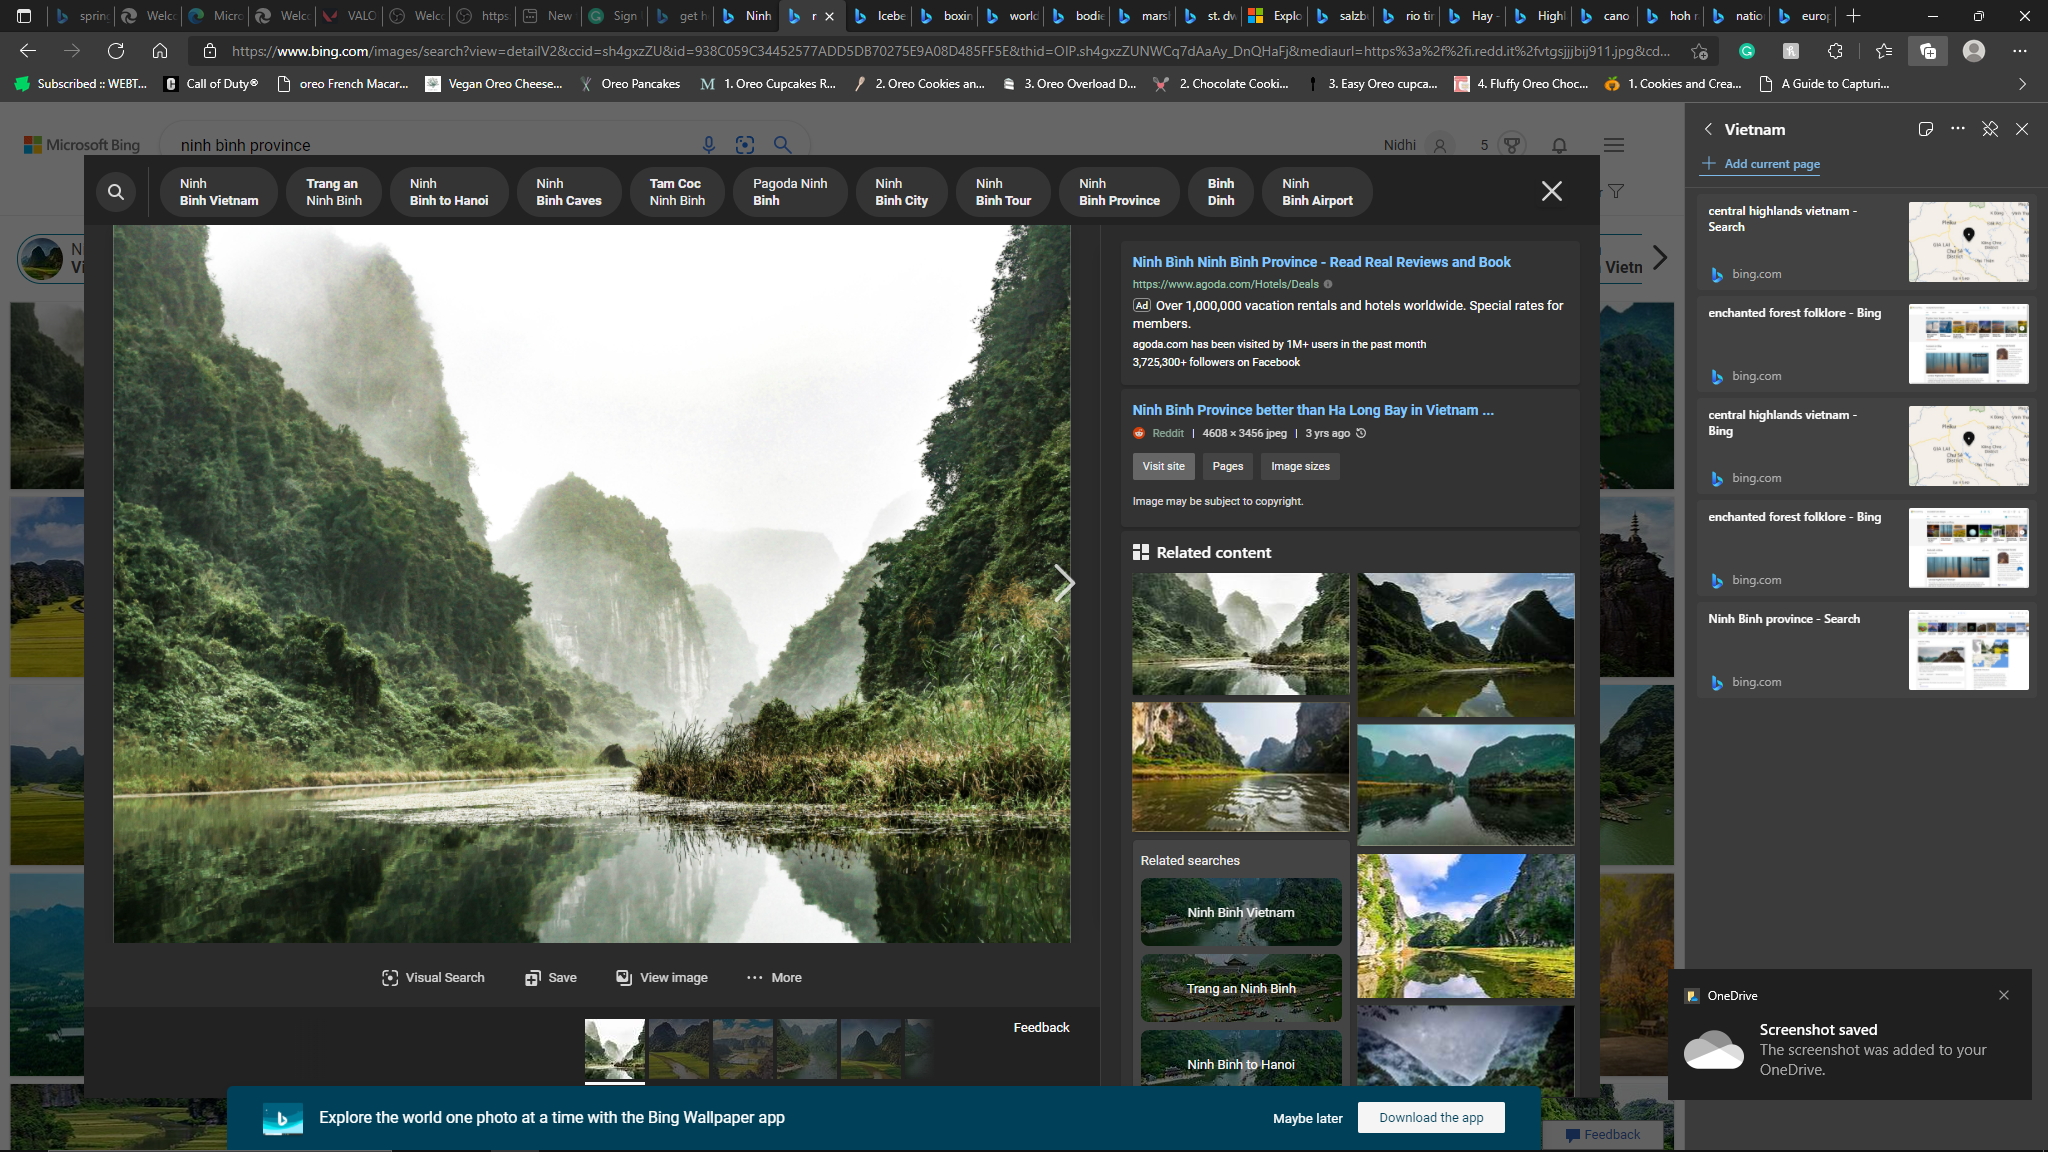 spring
Welco
Micro
Welco
VALO
Welc
https:
New
Sign I
get h
Ninh
r
Icebe
boxin
world
bodie
marsl
st. dw
Explo
salzbu
rio tin
Hay -
Highl
cano
hoh r
natio
europ
https://www.bing.com/images/search?view=detailV2&ccid=sh4gxzZU&id=938C059C34452577ADD5DB70275E9A08D485FF5E&thid=OIP.sh4gxzZUNWCq7dAaAy_DnQHaFj&mediaurl=https%3a%2f%2fi.redd.it%2fvtgsjjjbij911.jpg&cd...
Subscribed :: WEBT...
Call of Duty®
oreo French Macar...
Vegan Oreo Cheese...
Oreo Pancakes
1. Oreo Cupcakes R...
2. Oreo Cookies an...
3. Oreo Overload D...
2. Chocolate Cooki...
3. Easy Oreo cupca...
4. Fluffy Oreo Choc...
1. Cookies and Crea...
A Guide to Capturi...
Microsoft Bing
ninh bình province
Nidhi
5
Ninh
Binh Vietnam
Trang an
Ninh Binh
Ninh
Binh to Hanoi
Ninh
Binh Caves
Tam Coc
Ninh Binh
Pagoda Ninh
Binh
Ninh
Binh City
Ninh
Binh Tour
Ninh
Binh Province
Binh
Dinh
Ninh
Binh Airport
N
Vi
Vietn
Ninh Bình Ninh Bình Province - Read Real Reviews and Book
https://www.agoda.com/Hotels/Deals
Ad Over 1,000,000 vacation rentals and hotels worldwide. Special rates for
members.
agoda.com has been visited by 1M+ users in the past month
3,725,300+ followers on Facebook
Ninh Binh Province better than Ha Long Bay in Vietnam ...
Reddit | 4608 × 3456 jpeg | 3 yrs ago
Visit site
Pages
Image sizes
Image may be subject to copyright.
Related content
Related searches
Ninh Binh Vietnam
Trang an Ninh Binh
Ninh Binh to Hanoi
Visual Search
Save
View image
More
Feedback
Explore the world one photo at a time with the Bing Wallpaper app
Maybe later
Download the app
Feedback
Vietnam
Add current page
central highlands vietnam -
Search
bing.com
enchanted forest folklore - Bing
bing.com
central highlands vietnam -
Bing
bing.com
enchanted forest folklore - Bing
bing.com
Ninh Binh province - Search
bing.com
OneDrive
Screenshot saved
The screenshot was added to your
OneDrive.